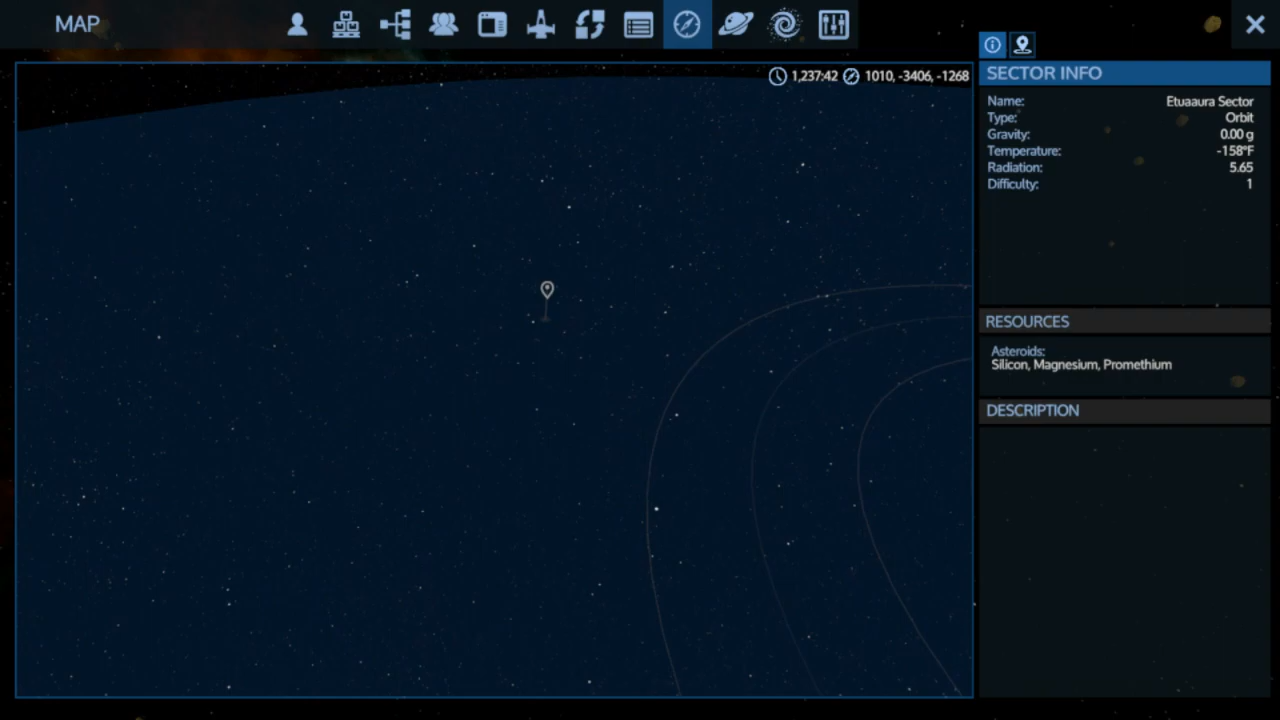 MAP
1,237:42 1010, -3406, -1268
SECTOR INFO
Name: Etuaaura Sector
Type: Orbit
Gravity: 0.00 g
Temperature: -158°F
Radiation: 5.65
Difficulty: 1
RESOURCES
Asteroids:
Silicon, Magnesium, Promethium
DESCRIPTION